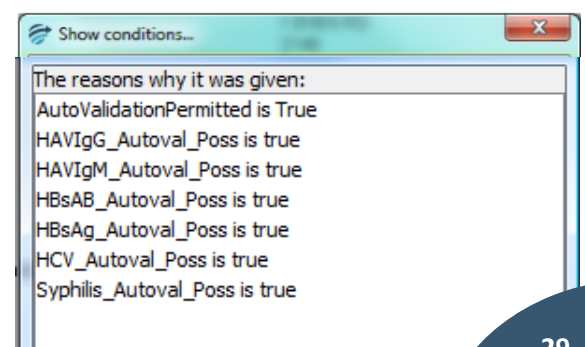 Show conditions...
The reasons why it was given:
AutoValidationPermitted is True
HAVIgG_Autoval_Poss is true
HAVIgM_Autoval_Poss is true
HBsAB_Autoval_Poss is true
HBsAg_Autoval_Poss is true
HCV_Autoval_Poss is true
Syphilis_Autoval_Poss is true